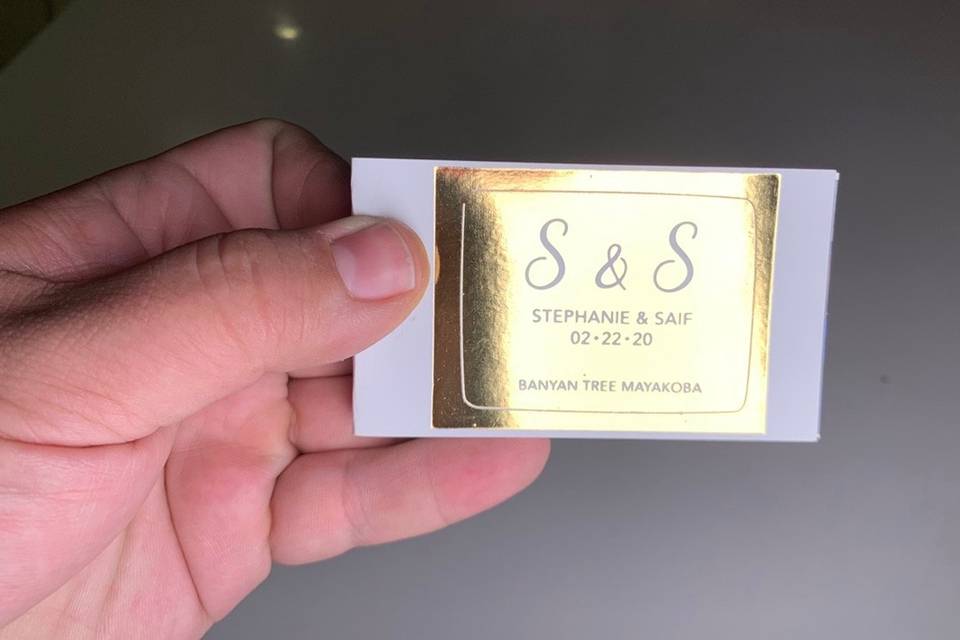 S & S
STEPHANIE & SAIF
02•22•20
BANYAN TREE MAYAKOBA